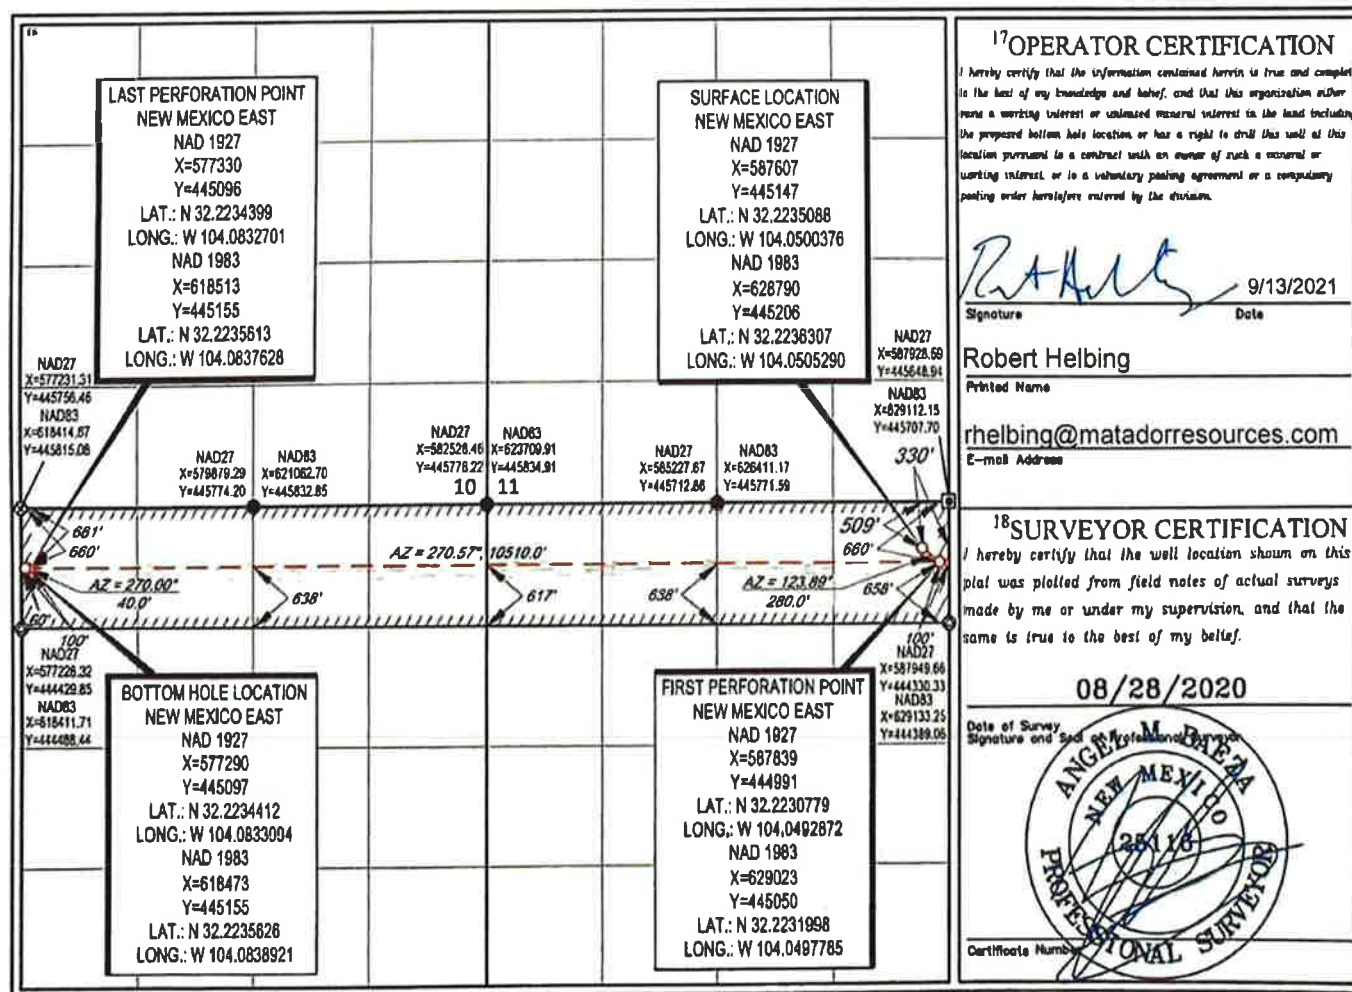 16
LAST PERFORATION POINT
NEW MEXICO EAST
NAD 1927
X=577330
Y=445096
LAT.: N 32.2234399
LONG.: W 104.0832701
NAD 1983
X=618513
Y=445155
LAT.: N 32.2235613
LONG.: W 104.0837628
SURFACE LOCATION
NEW MEXICO EAST
NAD 1927
X=587607
Y=445147
LAT.: N 32.2235088
LONG.: W 104.0500376
NAD 1983
X=628790
Y=445206
LAT.: N 32.2236307
LONG.: W 104.0505290
NAD27
X=577231.31
Y=445756.46
NAD83
X=618414.67
Y=445815.08
NAD27
X=579879.29
Y=445774.20
NAD83
X=621062.70
Y=445832.85
NAD27
X=582526.46
Y=445776.22
NAD83
X=623709.91
Y=445834.91
10
11
NAD27
X=585227.67
Y=445712.86
NAD83
X=626411.17
Y=445771.59
NAD27
X=587928.69
Y=445648.94
NAD83
X=629112.15
Y=445707.70
330'
681'
660'
AZ = 270.57°, 10510.0'
509'
660'
AZ = 270.00°
40.0'
638'
617'
638'
AZ = 123.89°
280.0'
658'
60'
100'
100'
NAD27
X=577228.32
Y=444429.85
NAD83
X=618411.71
Y=444488.44
NAD27
X=587949.66
Y=444330.33
NAD83
X=629133.25
Y=444389.06
BOTTOM HOLE LOCATION
NEW MEXICO EAST
NAD 1927
X=577290
Y=445097
LAT.: N 32.2234412
LONG.: W 104.0833994
NAD 1983
X=618473
Y=445155
LAT.: N 32.2235626
LONG.: W 104.0838921
FIRST PERFORATION POINT
NEW MEXICO EAST
NAD 1927
X=587839
Y=444991
LAT.: N 32.2230779
LONG.: W 104.0492872
NAD 1983
X=629023
Y=445050
LAT.: N 32.2231998
LONG.: W 104.0497785
17 OPERATOR CERTIFICATION
I hereby certify that the information contained herein is true and complete
to the best of my knowledge and belief, and that this organization either
owns a working interest or unleased mineral interest in the land including
the proposed bottom hole location or has a right to drill this well at this
location pursuant to a contract with an owner of such a mineral or
working interest, or to a voluntary pooling agreement or a compulsory
pooling order heretofore entered by the division.
9/13/2021
Signature Date
Robert Helbing
Printed Name
rhelbing@matadorresources.com
E-mail Address
18 SURVEYOR CERTIFICATION
I hereby certify that the well location shown on this
plat was plotted from field notes of actual surveys
made by me or under my supervision, and that the
same is true to the best of my belief.
08/28/2020
Date of Survey
Signature and Seal of Professional Surveyor
ANGEL M. BAEZA
NEW MEXICO
25116
PROFESSIONAL SURVEYOR
Certificate Number